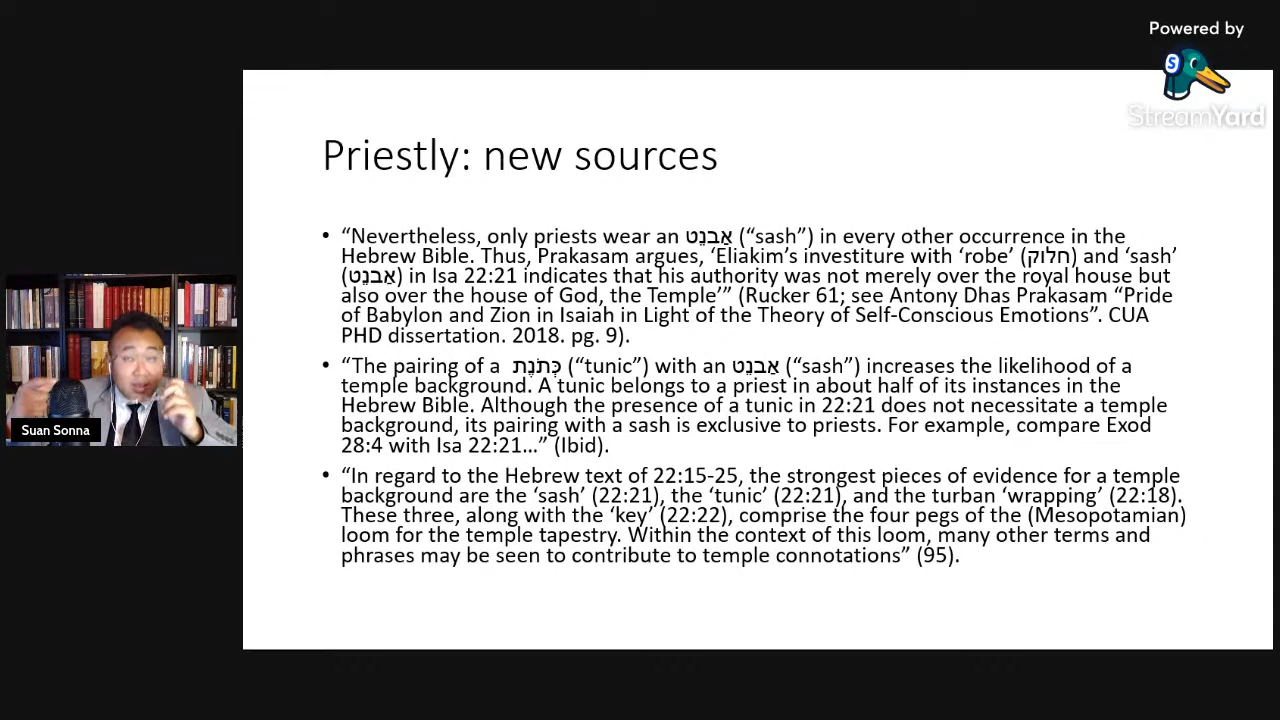 Powered by
StreamYard
Priestly: new sources
• “Nevertheless, only priests wear an אַבנֵט (“sash”) in every other occurrence in the
Hebrew Bible. Thus, Prakasam argues, ‘Eliakim’s investiture with ‘robe’ (חלוק) and ‘sash’
(אַבנֵט) in Isa 22:21 indicates that his authority was not merely over the royal house but
also over the house of God, the Temple’” (Rucker 61; see Antony Dhas Prakasam “Pride
of Babylon and Zion in Isaiah in Light of the Theory of Self-Conscious Emotions”. CUA
PHD dissertation. 2018. pg. 9).
• “The pairing of a כְּתֹנֶת (“tunic”) with an אַבנֵט (“sash”) increases the likelihood of a
temple background. A tunic belongs to a priest in about half of its instances in the
Hebrew Bible. Although the presence of a tunic in 22:21 does not necessitate a temple
background, its pairing with a sash is exclusive to priests. For example, compare Exod
28:4 with Isa 22:21…” (Ibid).
• “In regard to the Hebrew text of 22:15-25, the strongest pieces of evidence for a temple
background are the ‘sash’ (22:21), the ‘tunic’ (22:21), and the turban ‘wrapping’ (22:18).
These three, along with the ‘key’ (22:22), comprise the four pegs of the (Mesopotamian)
loom for the temple tapestry. Within the context of this loom, many other terms and
phrases may be seen to contribute to temple connotations” (95).
Suan Sonna